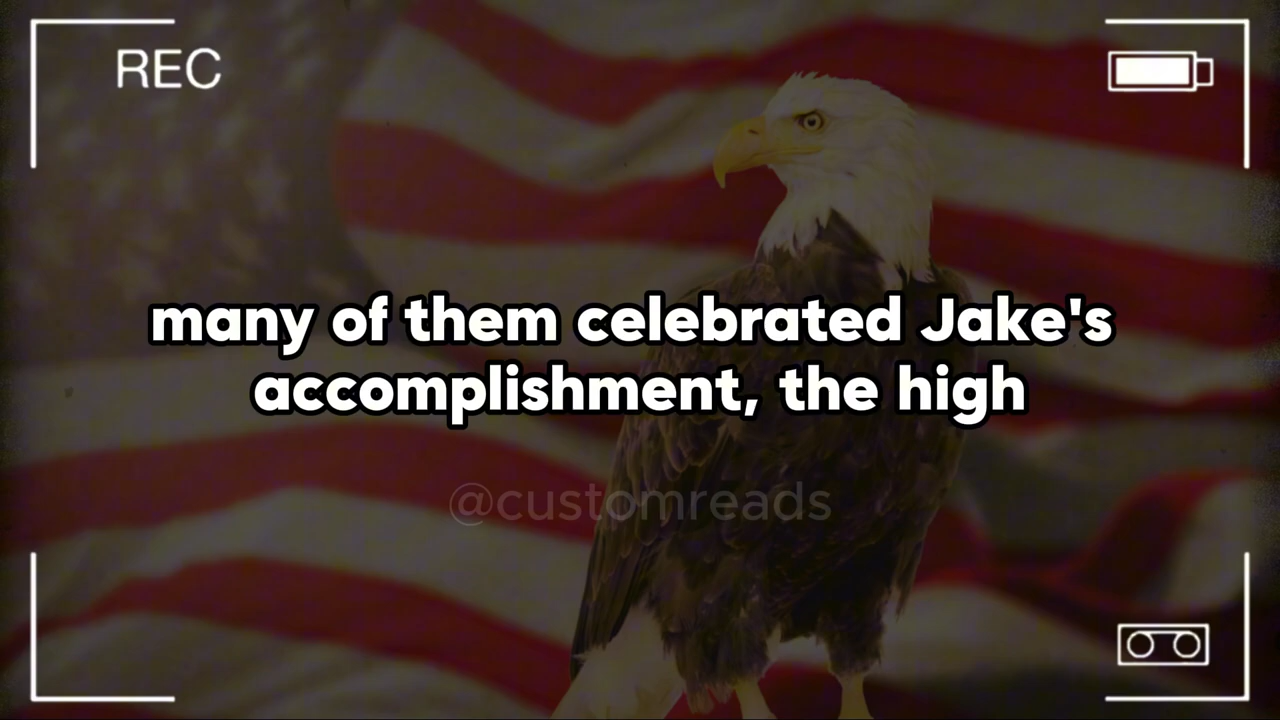 REC
many of them celebrated Jake's
accomplishment, the high
@customreads